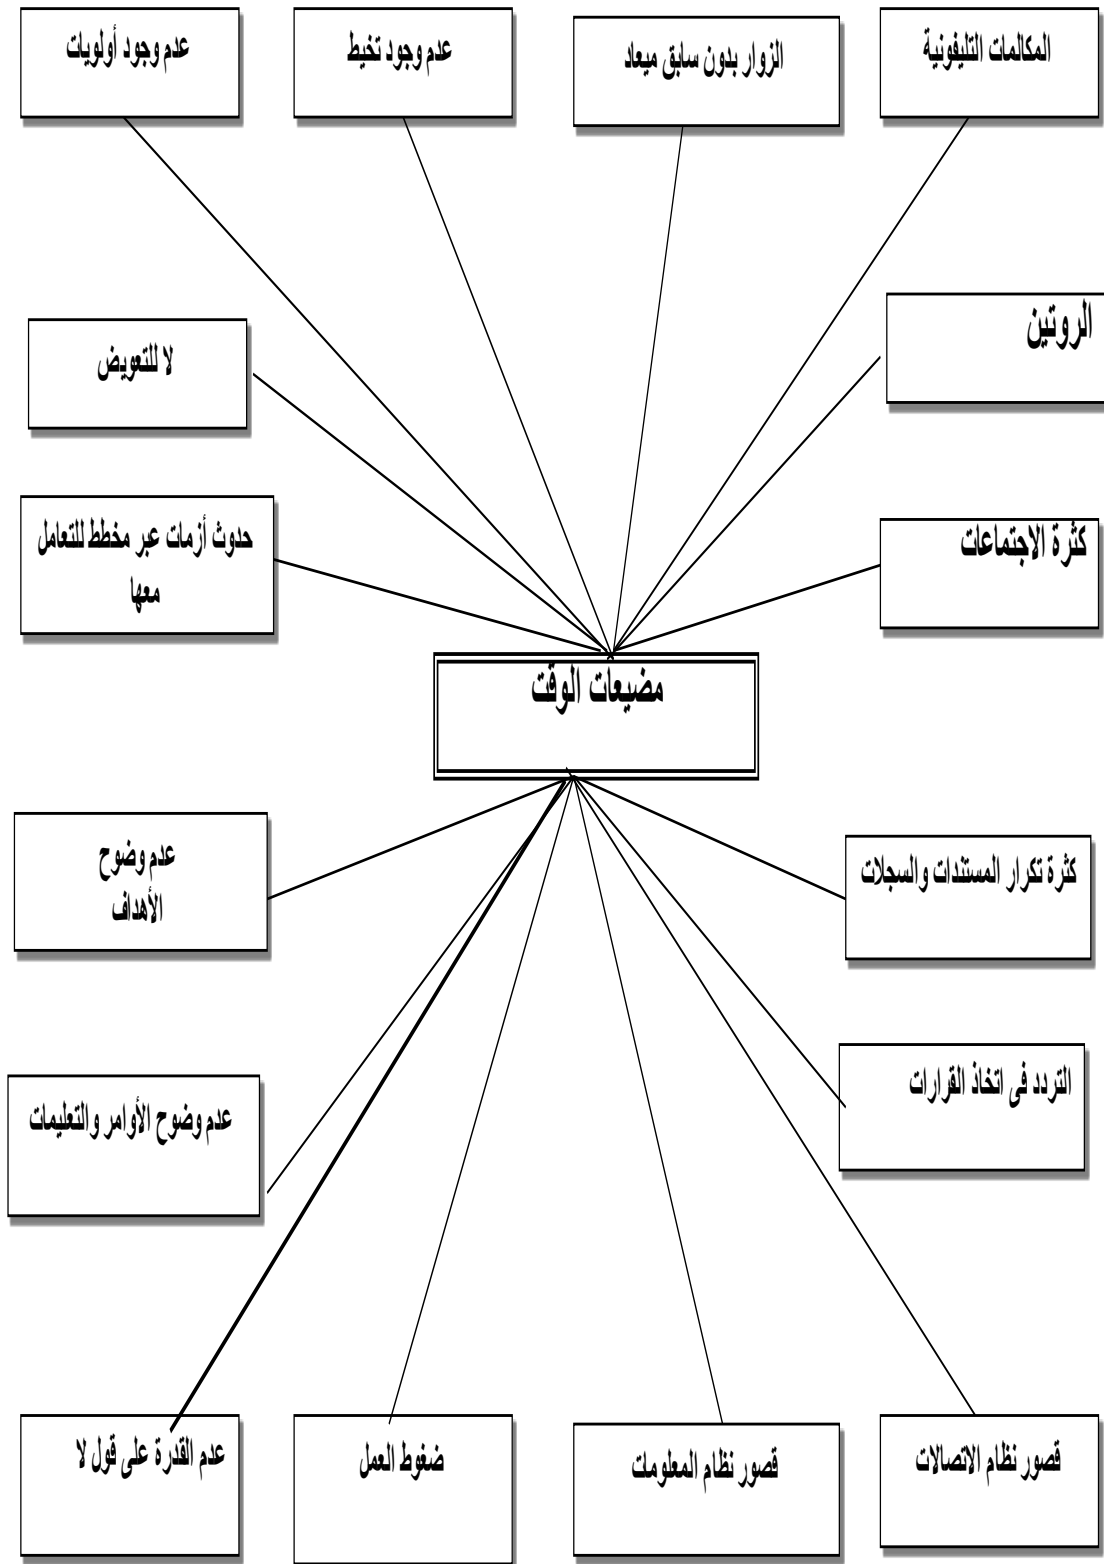 المكالمات التليفونية
الزوار بدون سابق ميعاد
عدم وجود تخيط
عدم وجود أولويات
الروتين
لا للتعويض
كثرة الاجتماعات
حدوث أزمات عبر مخطط للتعامل
معها
مضيعات الوقت
كثرة تكرار المستندات والسجلات
عدم وضوح
الأهداف
التردد فى اتخاذ القرارات
عدم وضوح الأوامر والتعليمات
قصور نظام الاتصالات
قصور نظام المعلومات
ضغوط العمل
عدم القدرة على قول لا